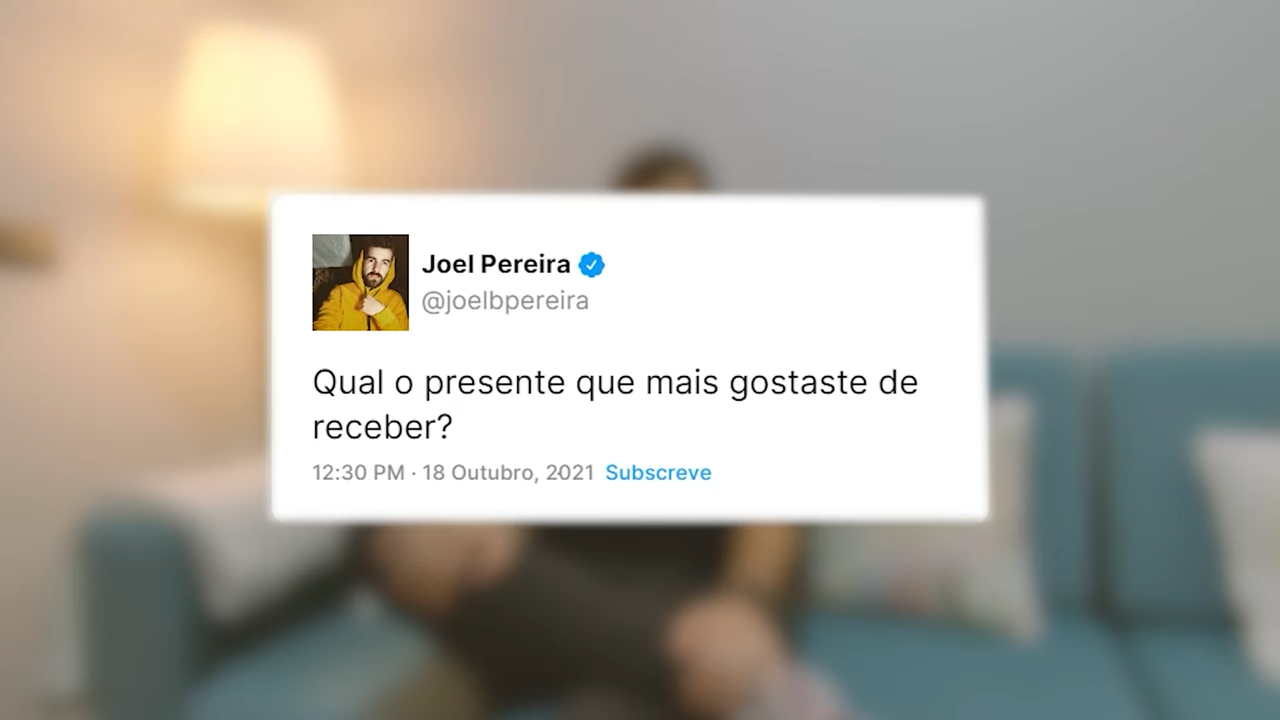 Joel Pereira
@joelbpereira
Qual o presente que mais gostaste de
receber?
12:30 PM · 18 Outubro, 2021 Subscreve